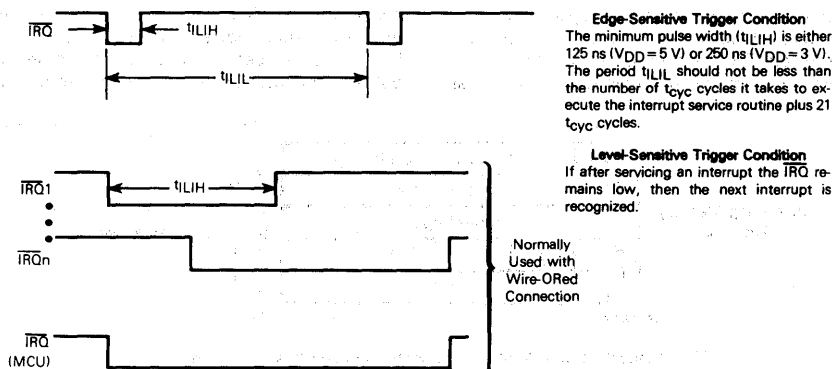 IRQ
tILIH
tILIL
Edge-Sensitive Trigger Condition
The minimum pulse width (tILIH) is either
125 ns (VDD = 5 V) or 250 ns (VDD = 3 V).
The period tILIL should not be less than
the number of tcyc cycles it takes to ex-
ecute the interrupt service routine plus 21
tcyc cycles.
Level-Sensitive Trigger Condition
If after servicing an interrupt the IRQ re-
mains low, then the next interrupt is
recognized.
IRQ1
tILIH
IRQn
Normally
Used with
Wire-ORed
Connection
IRQ
(MCU)